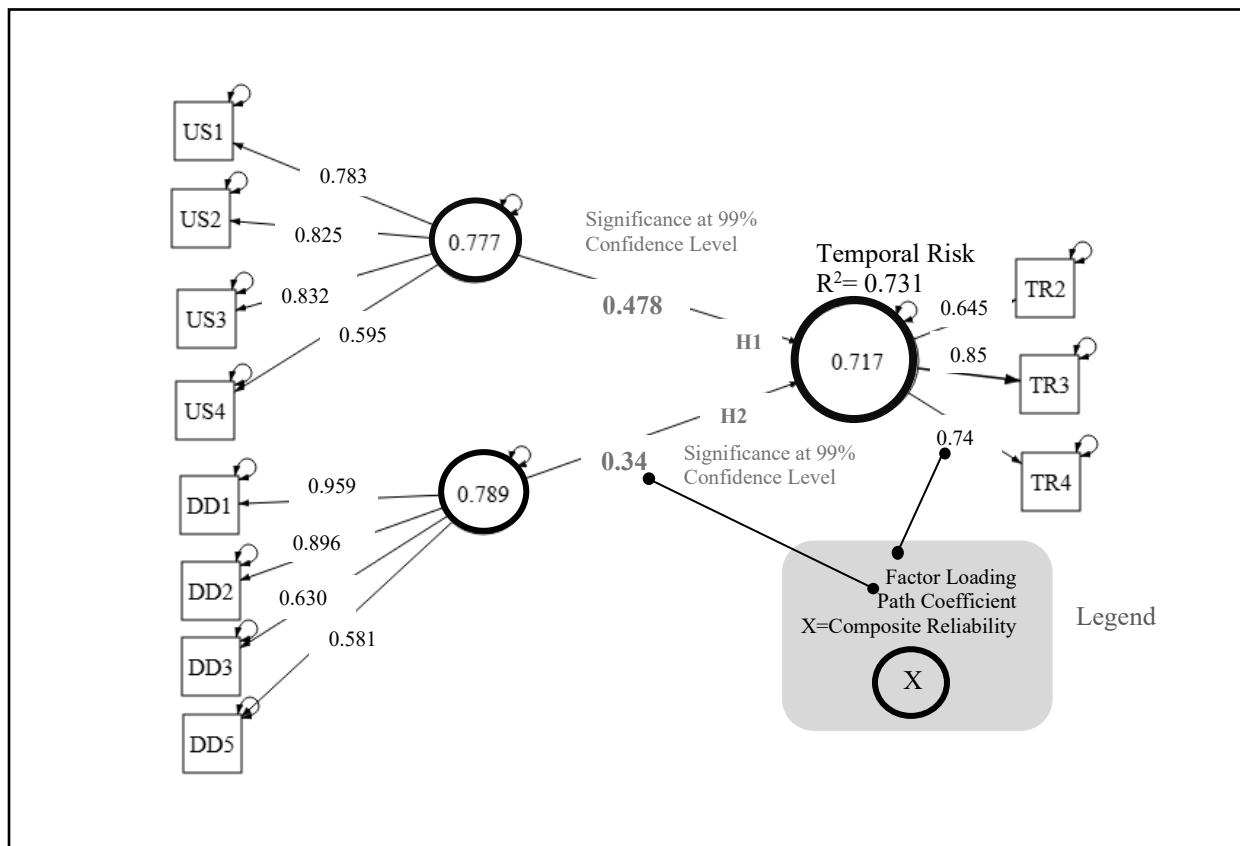 US1
0.783
US2
0.825
US3
0.832
US4
0.595
0.777
Significance at 99%
Confidence Level
0.478
H1
Temporal Risk
R²= 0.731
0.717
0.645
TR2
0.85
TR3
0.74
TR4
H2
0.34
Significance at 99%
Confidence Level
DD1
0.959
DD2
0.896
DD3
0.630
DD5
0.581
0.789
Factor Loading
Path Coefficient
X=Composite Reliability
X
Legend